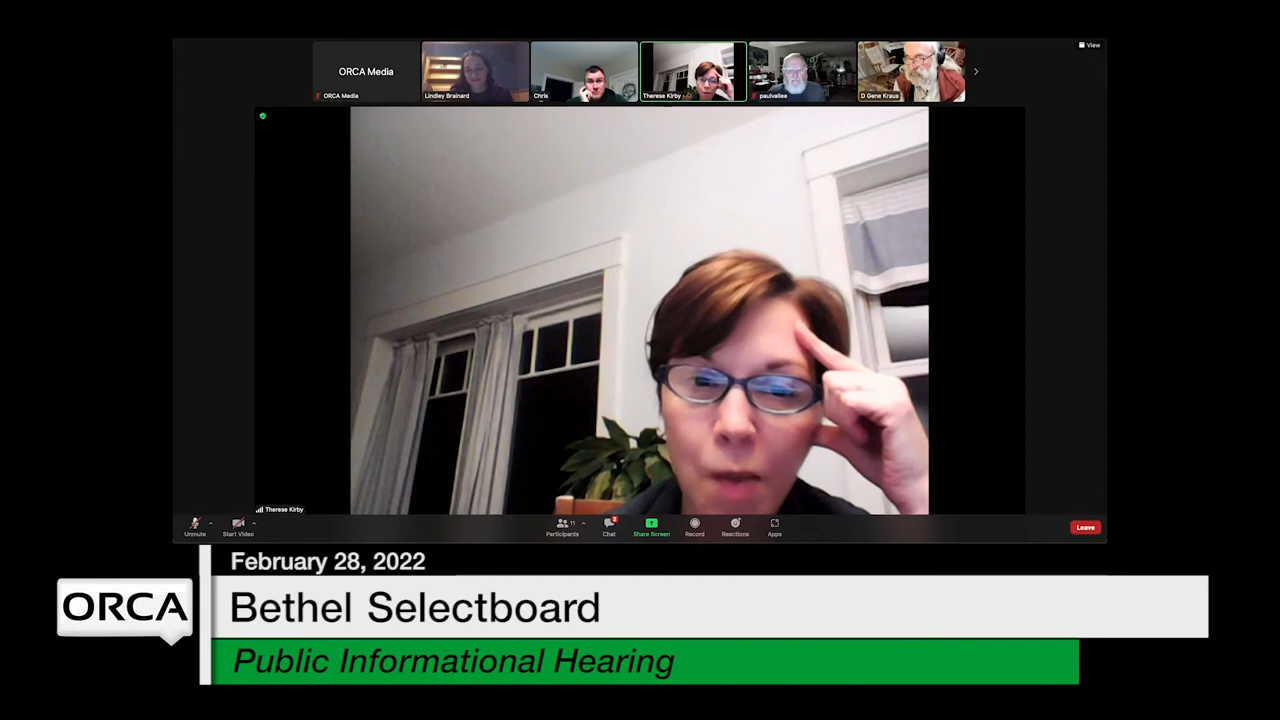 View
ORCA Media
ORCA Media
Lindley Brainard
Chris
Therese Kirby
paulvallee
D Gene Kraus
Therese Kirby
Unmute
Start Video
Participants
11
Chat
Share Screen
Record
Reactions
Apps
Leave
February 28, 2022
ORCA
Bethel Selectboard
Public Informational Hearing